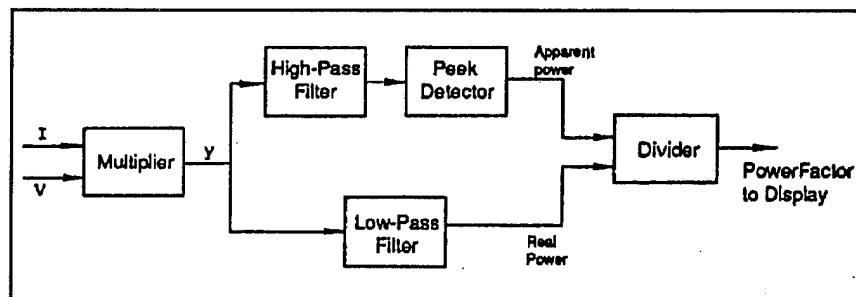 I
V
Multiplier
y
High-Pass
Filter
Peek
Detector
Apparent
power
Low-Pass
Filter
Real
Power
Divider
PowerFactor
to Display